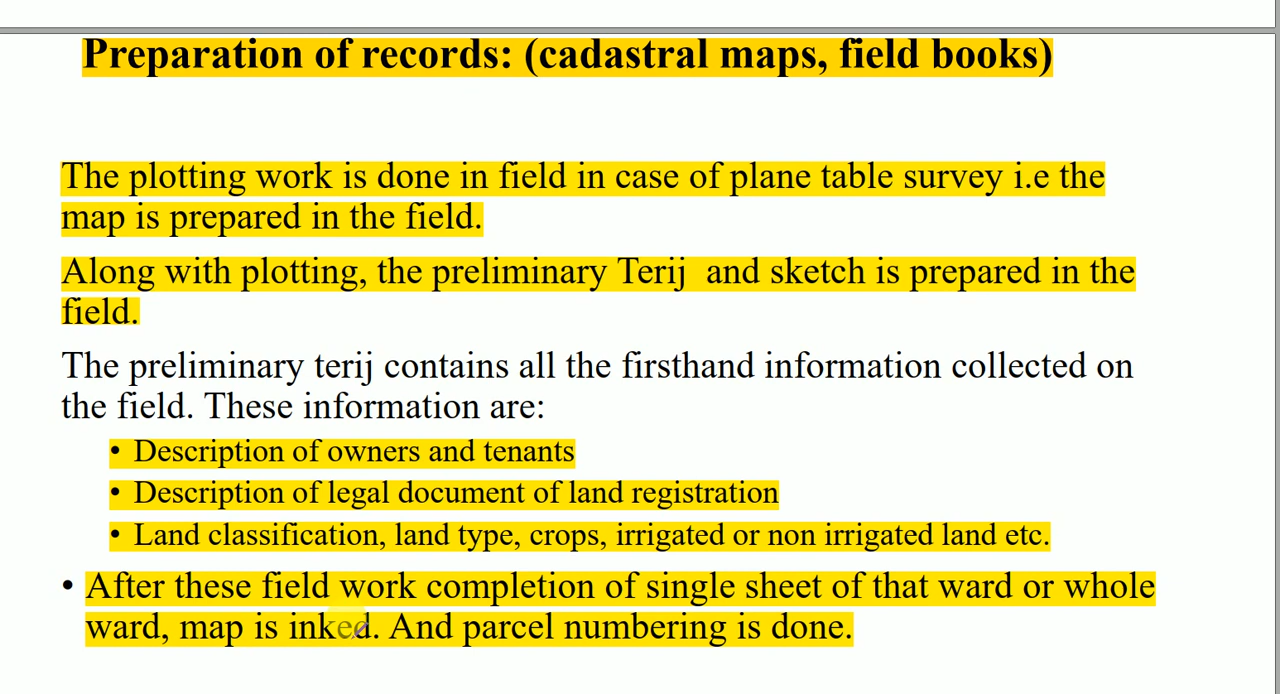 Preparation of records: (cadastral maps, field books)
The plotting work is done in field in case of plane table survey i.e the
map is prepared in the field.
Along with plotting, the preliminary Terij and sketch is prepared in the
field.
The preliminary terij contains all the firsthand information collected on
the field. These information are:
• Description of owners and tenants
• Description of legal document of land registration
• Land classification, land type, crops, irrigated or non irrigated land etc.
• After these field work completion of single sheet of that ward or whole
ward, map is inked. And parcel numbering is done.